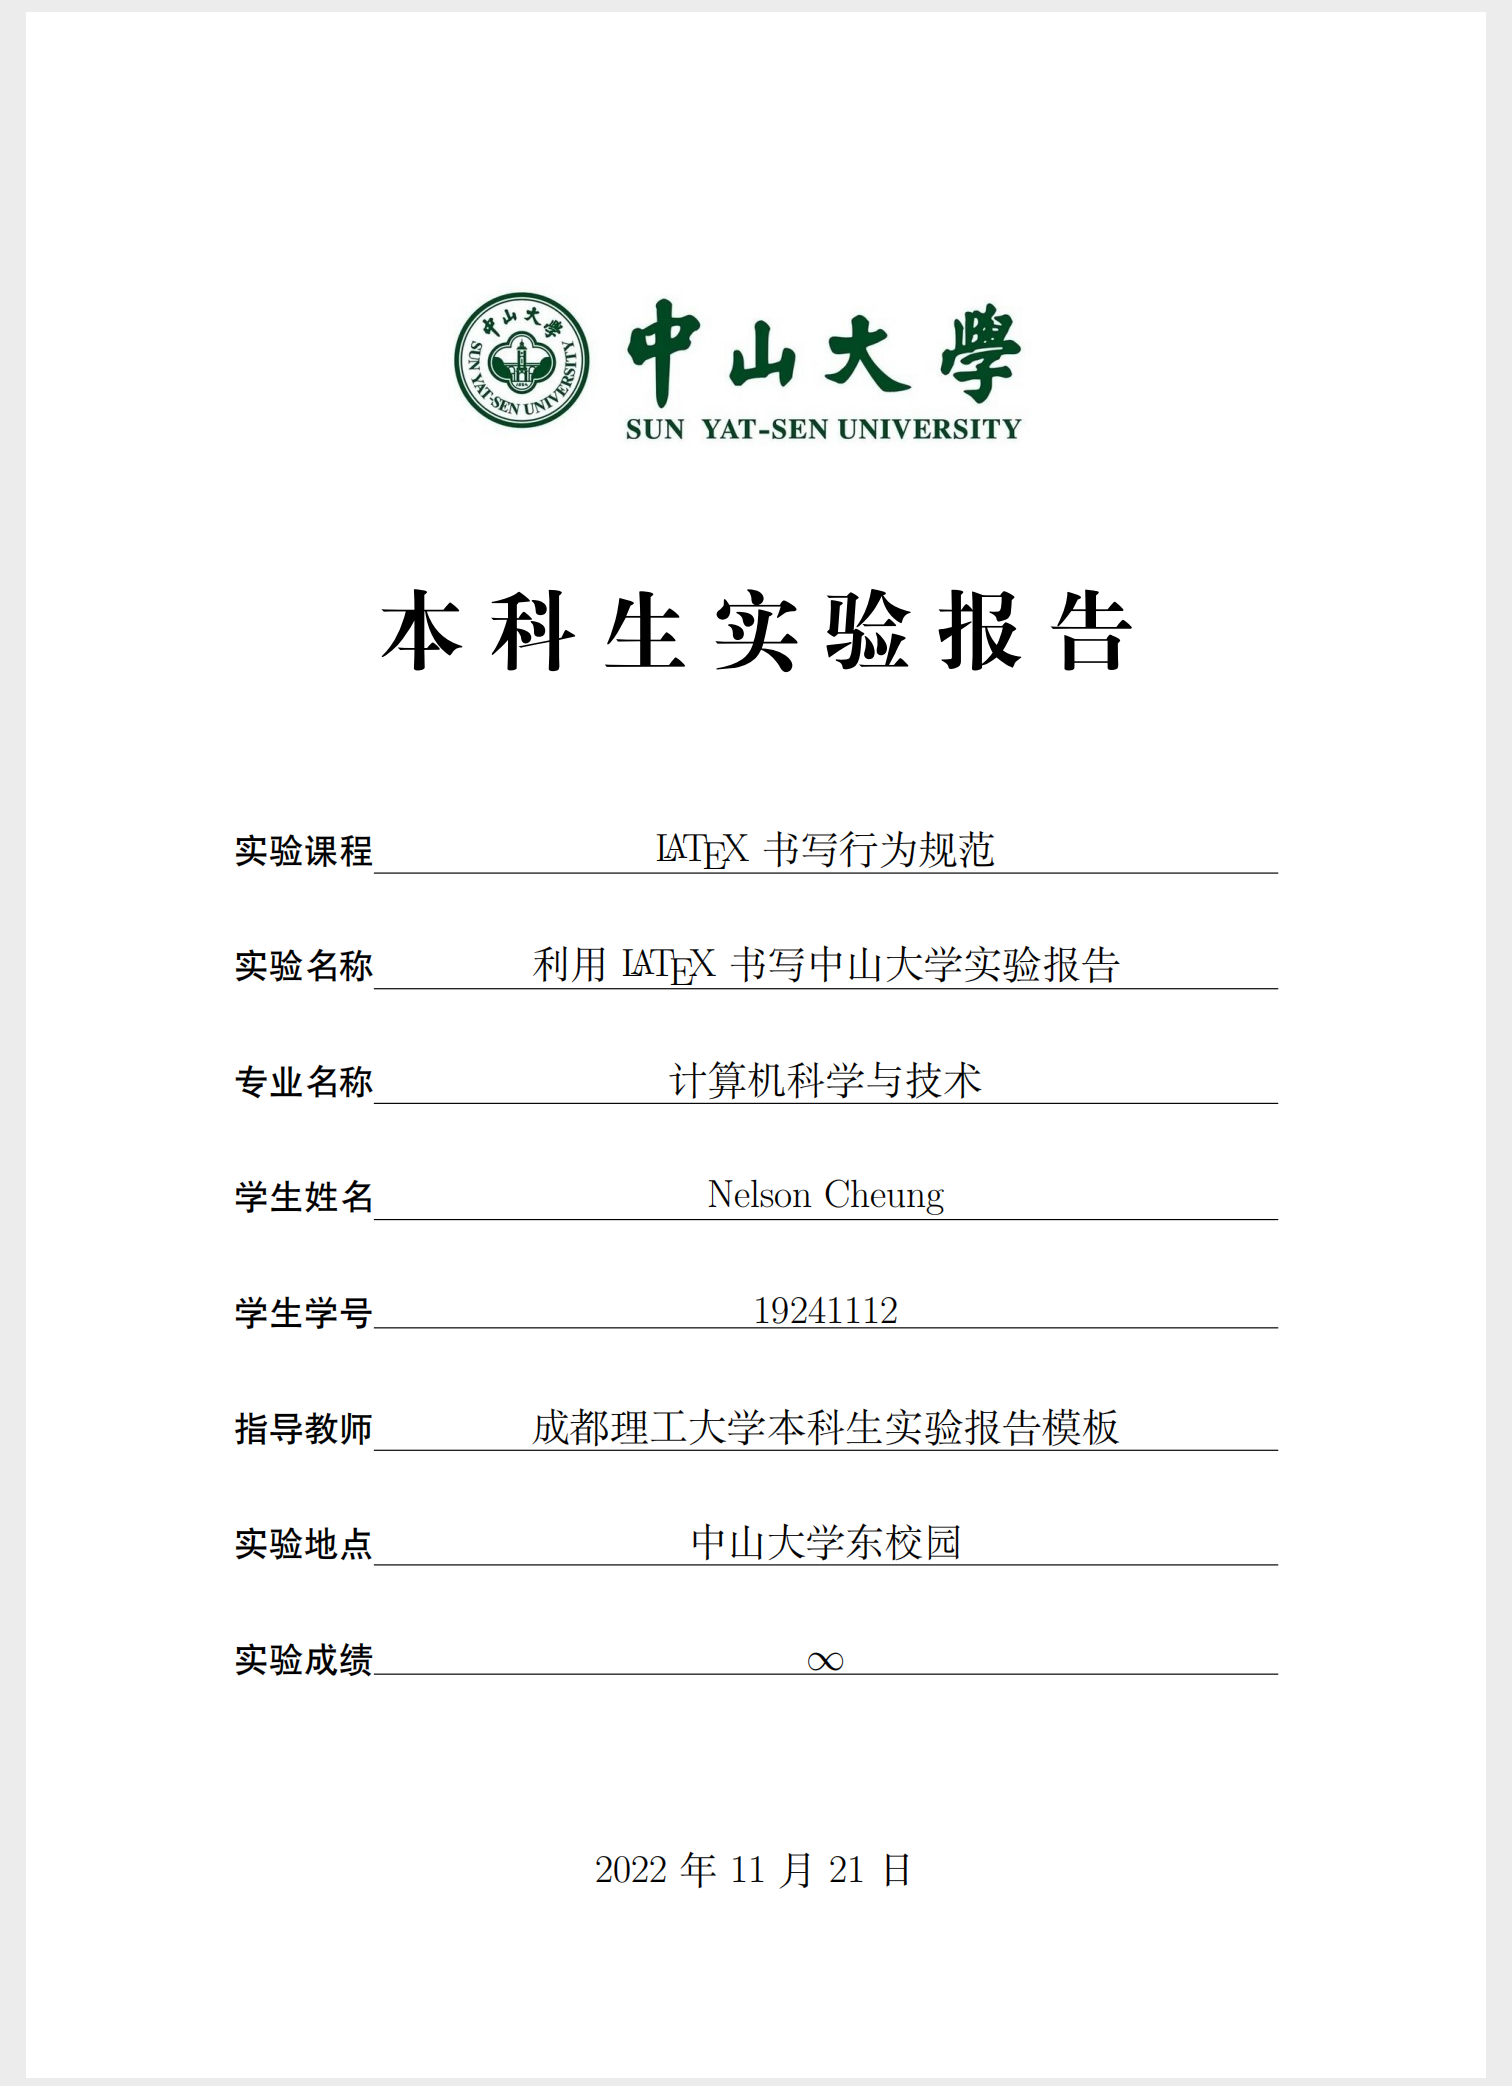 中山大學
SUN YAT-SEN UNIVERSITY
中山大學
SUN YAT-SEN UNIVERSITY
本科生实验报告
实验课程 LATEX 书写行为规范
实验名称 利用 LATEX 书写中山大学实验报告
专业名称 计算机科学与技术
学生姓名 Nelson Cheung
学生学号 19241112
指导教师 成都理工大学本科生实验报告模板
实验地点 中山大学东校园
实验成绩 ∞
2022 年 11 月 21 日